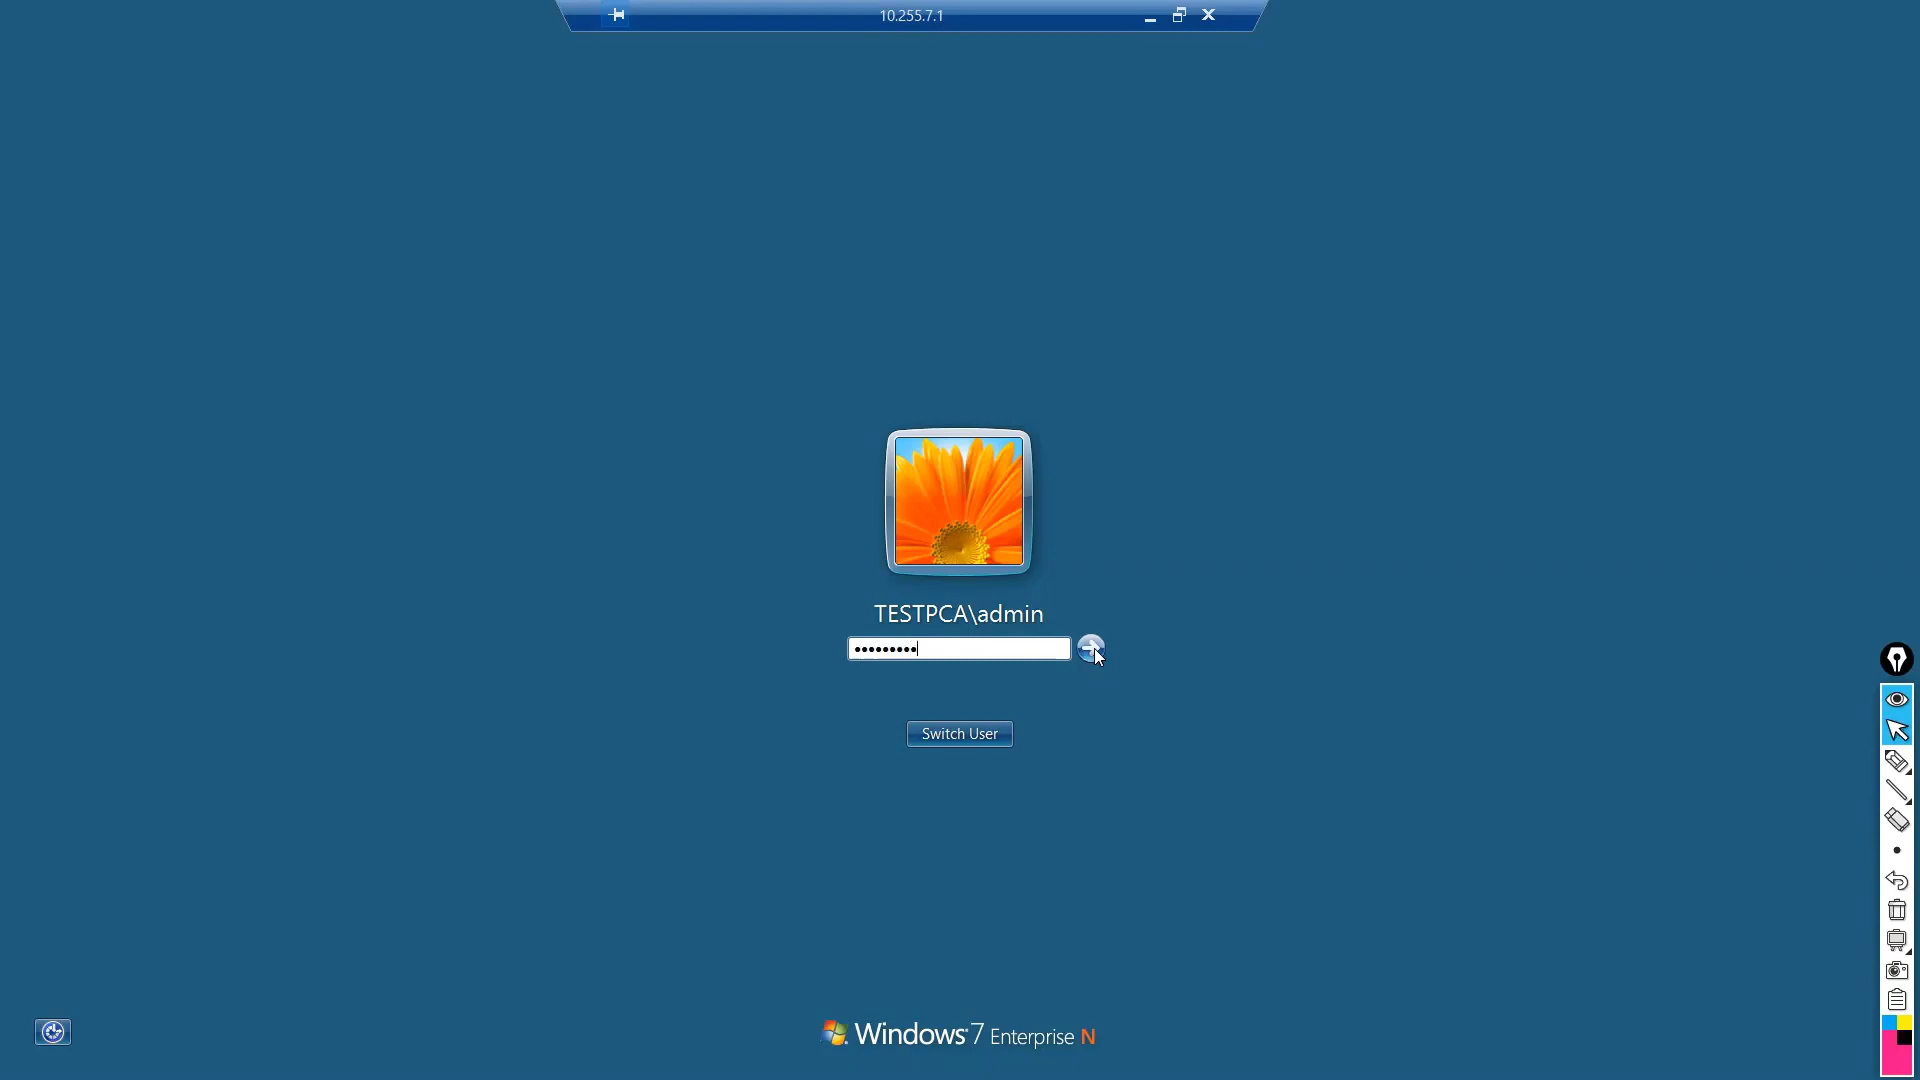 10.255.7.1
TESTPCA\admin
•••••••••
Switch User
Windows 7 Enterprise N